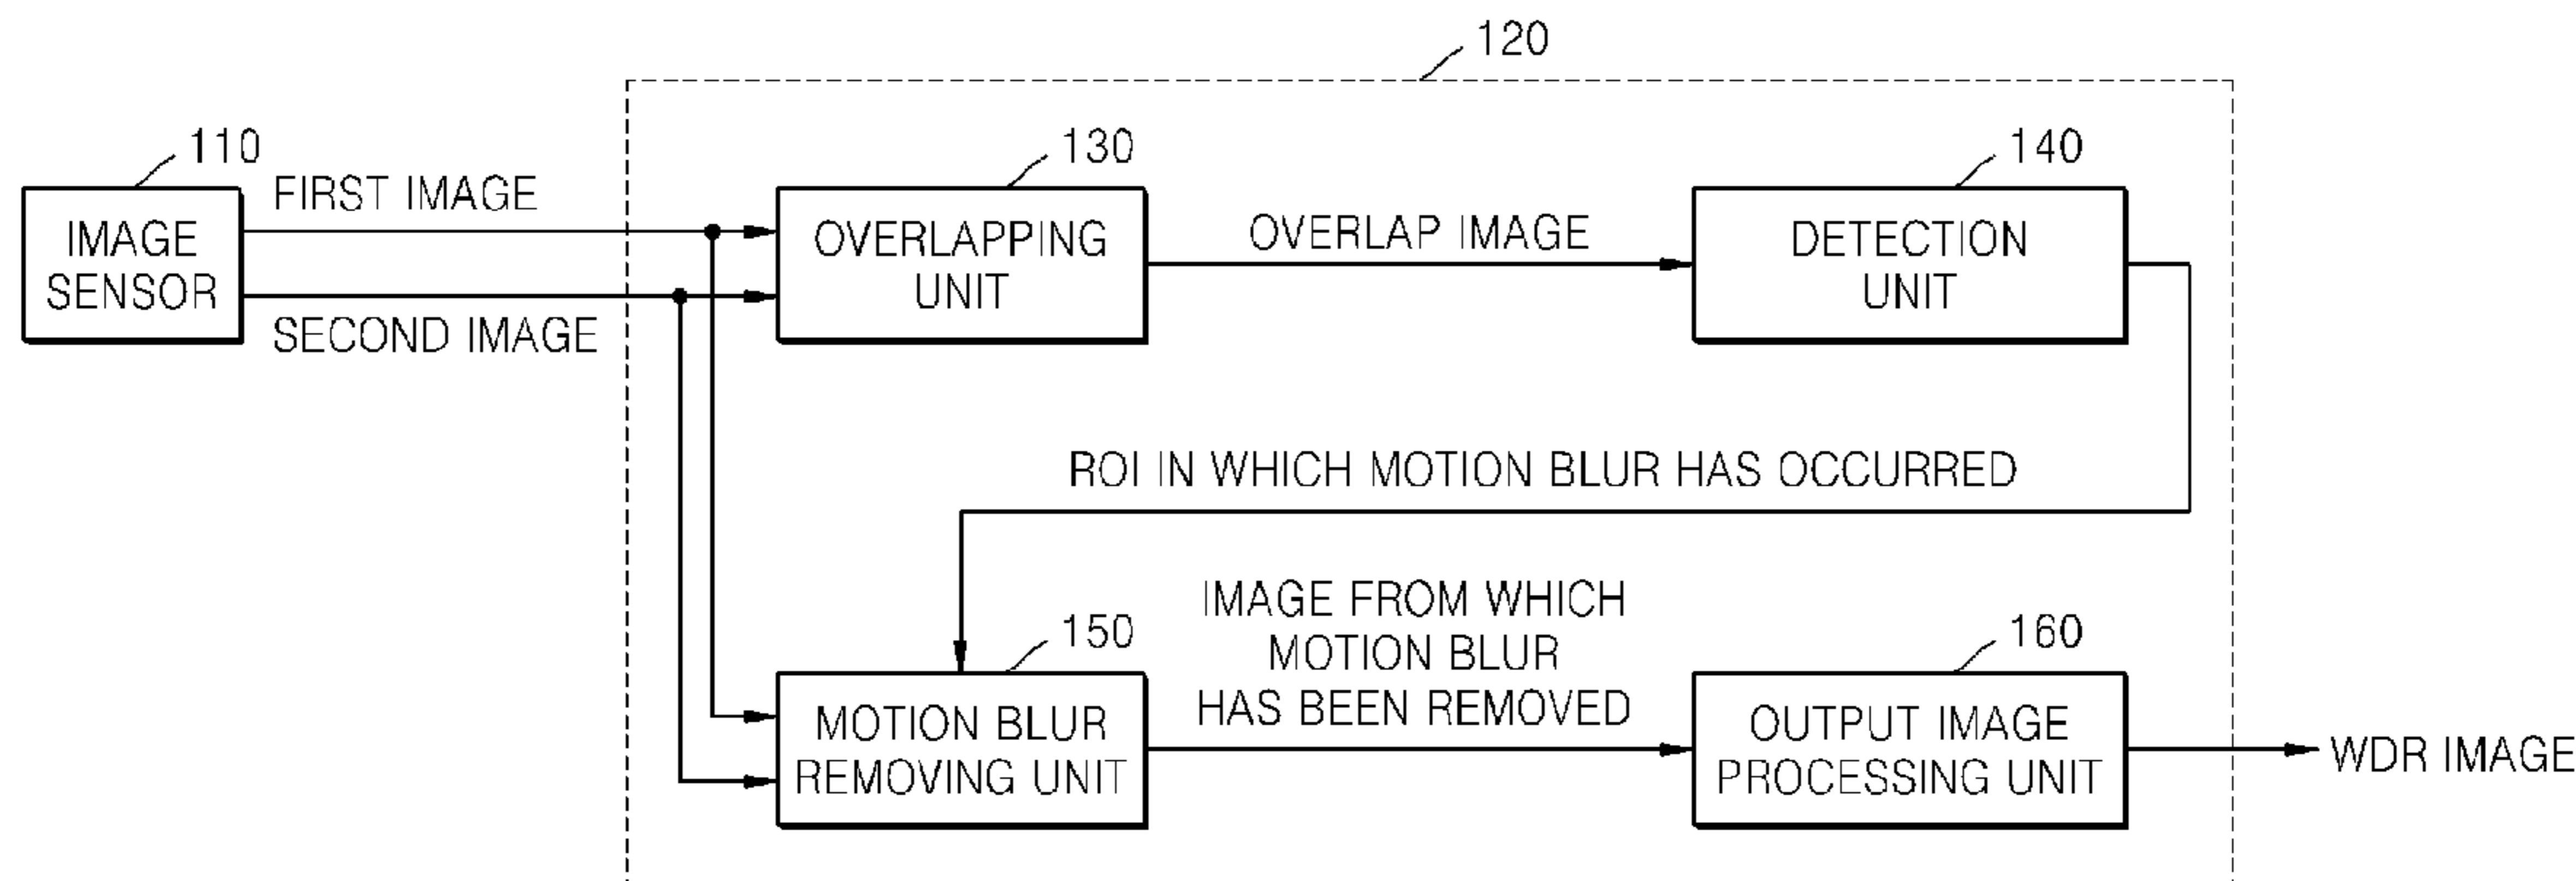 120
110
130
140
FIRST IMAGE
IMAGE
SENSOR
OVERLAPPING
UNIT
OVERLAP IMAGE
DETECTION
UNIT
SECOND IMAGE
ROI IN WHICH MOTION BLUR HAS OCCURRED
150
IMAGE FROM WHICH
MOTION BLUR
HAS BEEN REMOVED
160
MOTION BLUR
REMOVING UNIT
OUTPUT IMAGE
PROCESSING UNIT
WDR IMAGE